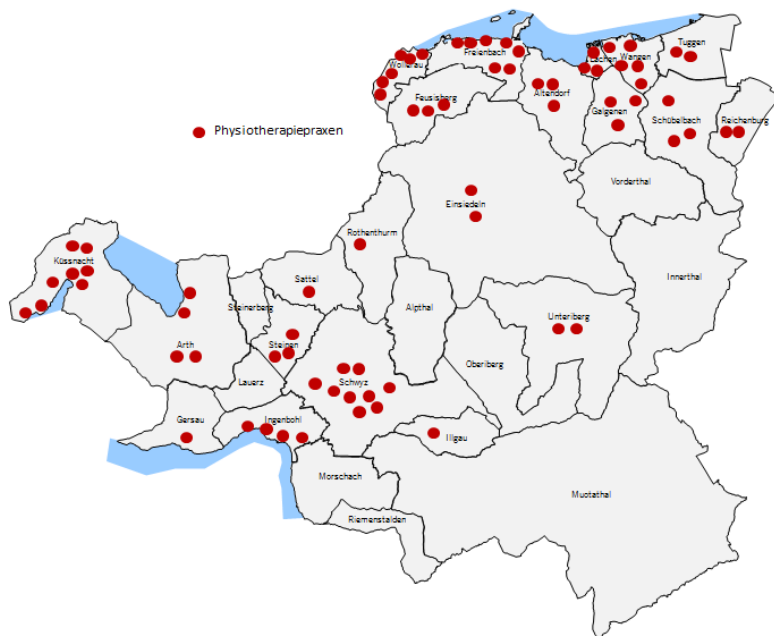 Freienbach
Wollerau
Lachen
Wangen
Tuggen
Feusisberg
Altendorf
Galgenen
Schübelbach
Reichenburg
Physiotherapiepraxen
Vorderthal
Einsiedeln
Rothenthurm
Küssnacht
Innerthal
Sattel
Steinerberg
Alpthal
Unteriberg
Arth
Steinen
Oberiberg
Lauerz
Schwyz
Gersau
Ingenbohl
Illgau
Morschach
Muotathal
Riemenstalden